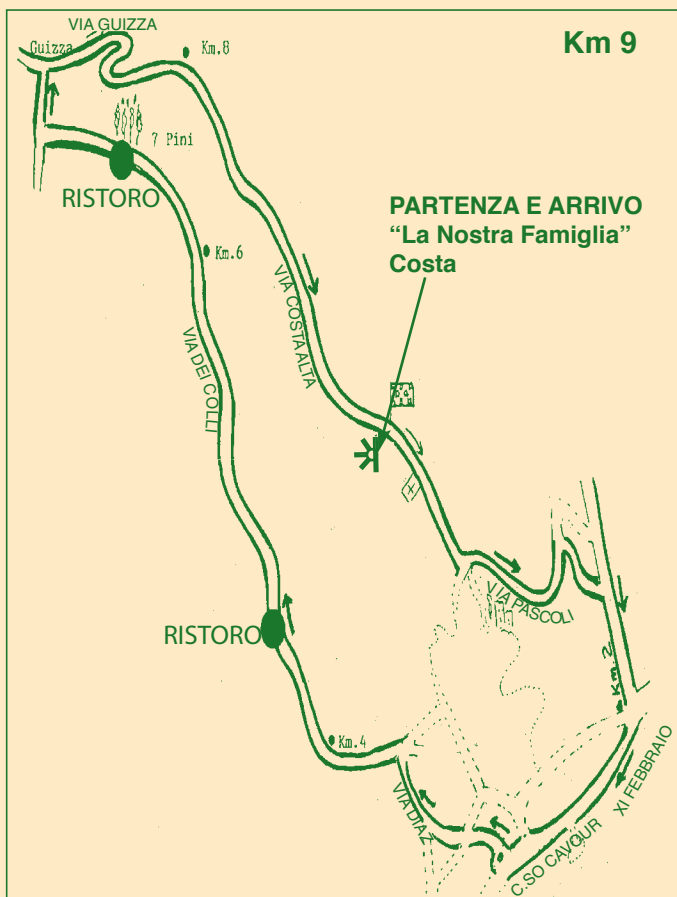 VIA GUIZZA
Guizza
Km.8
Km 9
7 Pini
RISTORO
PARTENZA E ARRIVO
“La Nostra Famiglia”
Costa
Km.6
VIA COSTA ALTA
VIA DEI COLLI
VIA PASCOLI
RISTORO
Km.2
Km.4
XI FEBBRAIO
VIA DIAZ
C.SO CAVOUR